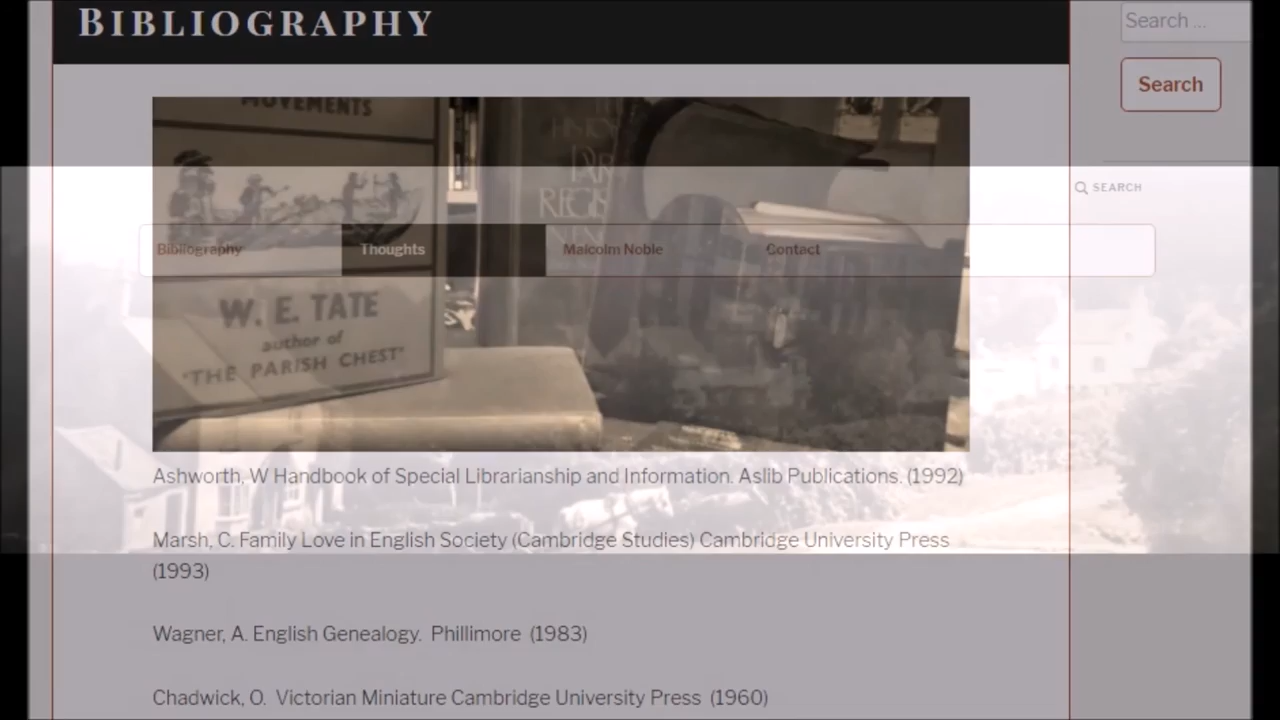 BIBLIOGRAPHY
Search ...
Search
SEARCH
MOVEMENTS
Bibliography
Thoughts
Malcolm Noble
Contact
W. E. TATE
author of
"THE PARISH CHEST"
Ashworth, W Handbook of Special Librarianship and Information. Aslib Publications. (1992)
Marsh, C. Family Love in English Society (Cambridge Studies) Cambridge University Press
(1993)
Wagner, A. English Genealogy. Phillimore (1983)
Chadwick, O. Victorian Miniature Cambridge University Press (1960)